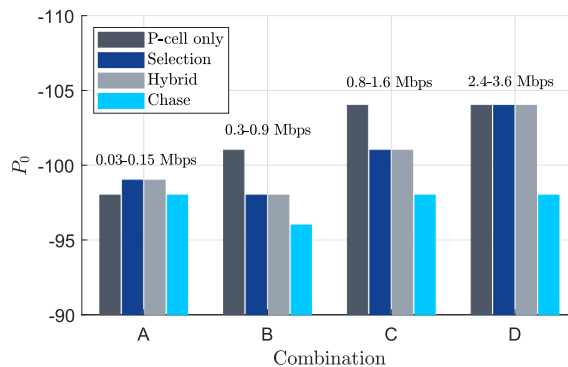 -110
P-cell only
Selection
Hybrid
Chase
-105
0.8-1.6 Mbps
2.4-3.6 Mbps
0.3-0.9 Mbps
-100
0.03-0.15 Mbps
P0
-95
-90
A B C D
Combination